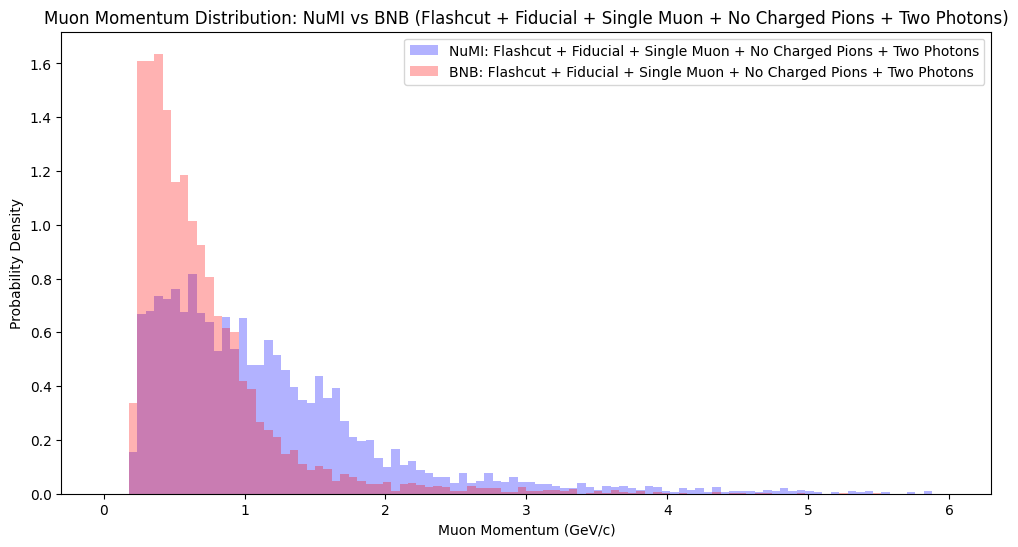 Muon Momentum Distribution: NuMI vs BNB (Flashcut + Fiducial + Single Muon + No Charged Pions + Two Photons)
NuMI: Flashcut + Fiducial + Single Muon + No Charged Pions + Two Photons
BNB: Flashcut + Fiducial + Single Muon + No Charged Pions + Two Photons
Probability Density
1.6
1.4
1.2
1.0
0.8
0.6
0.4
0.2
0.0
0 1 2 3 4 5 6
Muon Momentum (GeV/c)